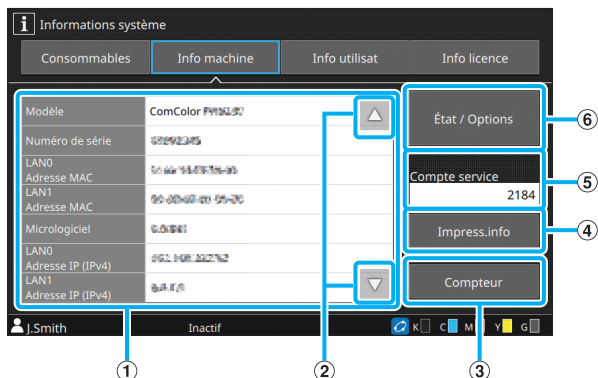 i Informations système
Consommables Info machine Info utilisat Info licence
Modèle ComColor
Numéro de série
LAN0
Adresse MAC
LAN1
Adresse MAC
Micrologiciel
LAN0
Adresse IP (IPv4)
LAN1
Adresse IP (IPv4)
État / Options
Compte service
2184
Impress.info
Compteur
J.Smith Inactif K C M Y G
1 2 3
4
5
6